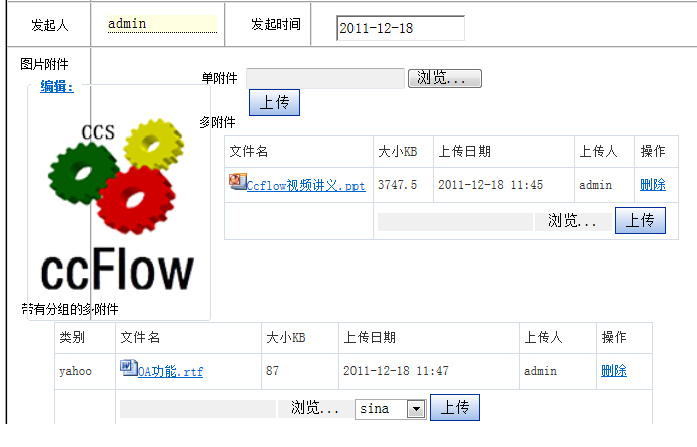 发起人 admin 发起时间 2011-12-18
图片附件
编辑:
单附件 浏览...
上传
多附件
CCS
ccFlow
文件名 大小KB 上传日期 上传人 操作
Ccflow视频讲义.ppt 3747.5 2011-12-18 11:45 admin 删除
浏览... 上传
带有分组的多附件
类别 文件名 大小KB 上传日期 上传人 操作
yahoo OA功能.rtf 87 2011-12-18 11:47 admin 删除
浏览... sina 上传